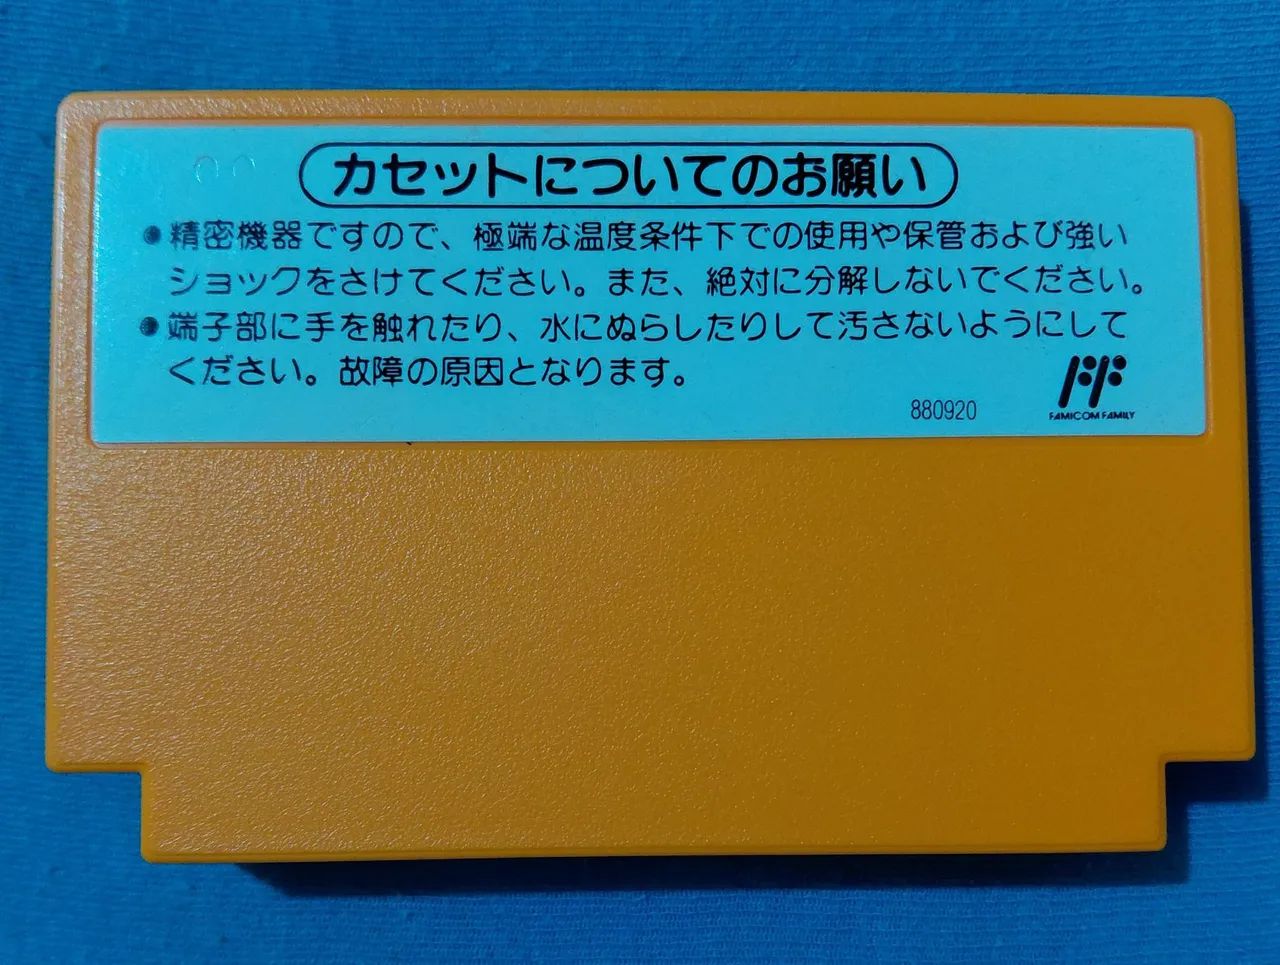 カセットについてのお願い
●精密機器ですので、極端な温度条件下での使用や保管および強い
ショックをさけてください。また、絶対に分解しないでください。
●端子部に手を触れたり、水にぬらしたりして汚さないようにして
ください。故障の原因となります。
880920
FAMICOM FAMILY